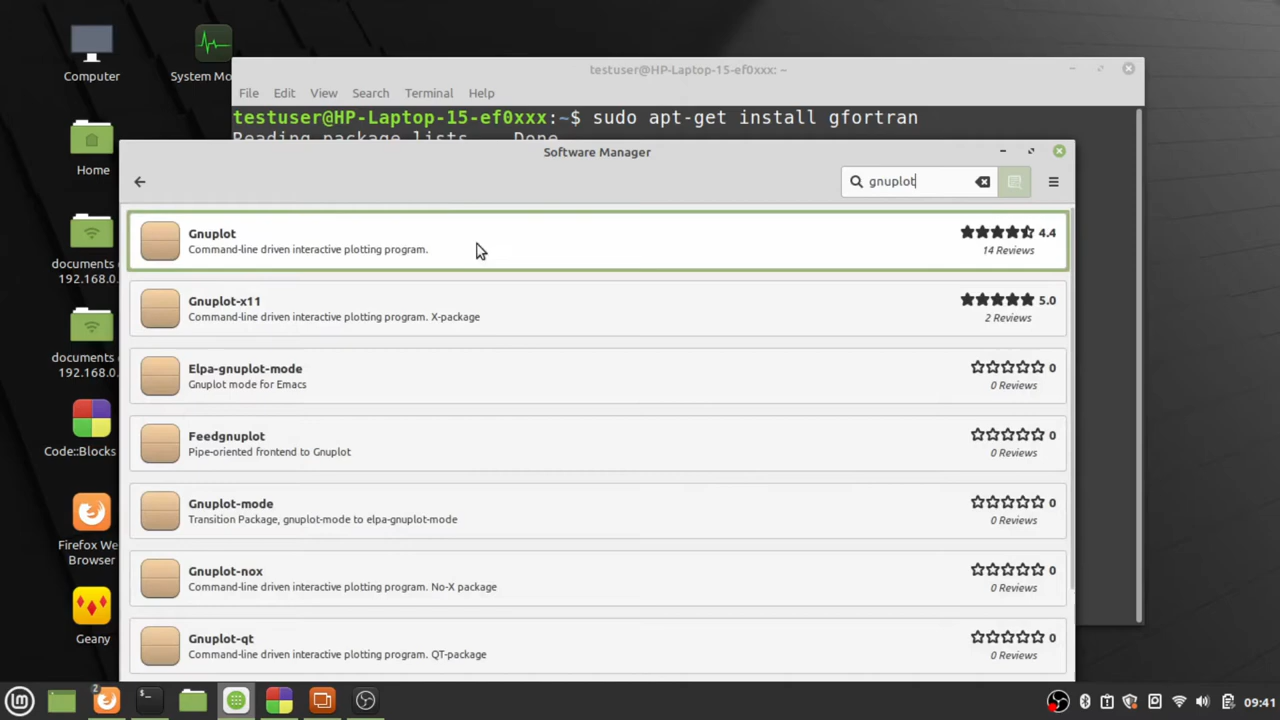 Computer
System Mo
testuser@HP-Laptop-15-ef0xxx: ~
File Edit View Search Terminal Help
testuser@HP-Laptop-15-ef0xxx:~$ sudo apt-get install gfortran
Reading package lists... Done
Software Manager
gnuplot
Home
Gnuplot
Command-line driven interactive plotting program.
4.4
14 Reviews
documents
192.168.0.
Gnuplot-x11
Command-line driven interactive plotting program. X-package
5.0
2 Reviews
documents
192.168.0.
Elpa-gnuplot-mode
Gnuplot mode for Emacs
0
0 Reviews
Code::Blocks
Feedgnuplot
Pipe-oriented frontend to Gnuplot
0
0 Reviews
Gnuplot-mode
Transition Package, gnuplot-mode to elpa-gnuplot-mode
0
0 Reviews
Firefox We
Browser
Gnuplot-nox
Command-line driven interactive plotting program. No-X package
0
0 Reviews
Geany
Gnuplot-qt
Command-line driven interactive plotting program. QT-package
0
0 Reviews
2
09:41